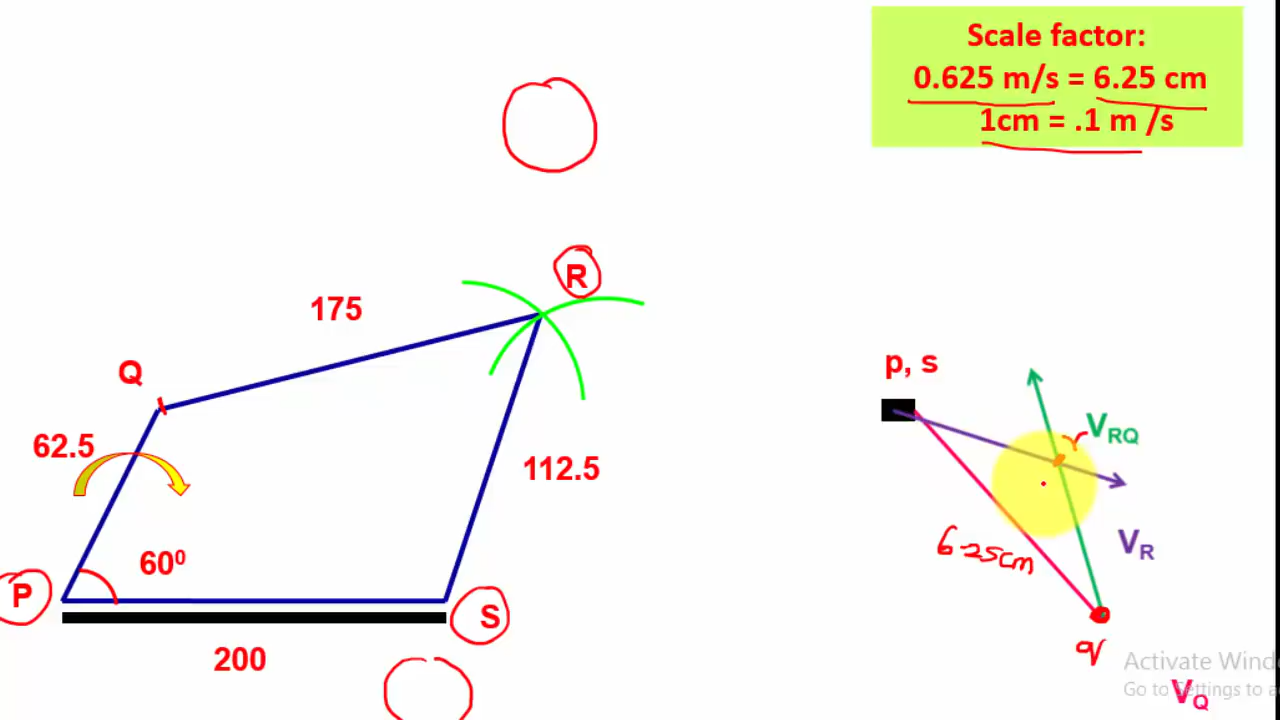 Scale factor:
0.625 m/s = 6.25 cm
1cm = .1 m /s
R
175
Q
p, s
V_RQ
62.5
112.5
6.25cm
V_R
60⁰
P
S
q
200
Activate Wind
Go to Settings to a
V_Q